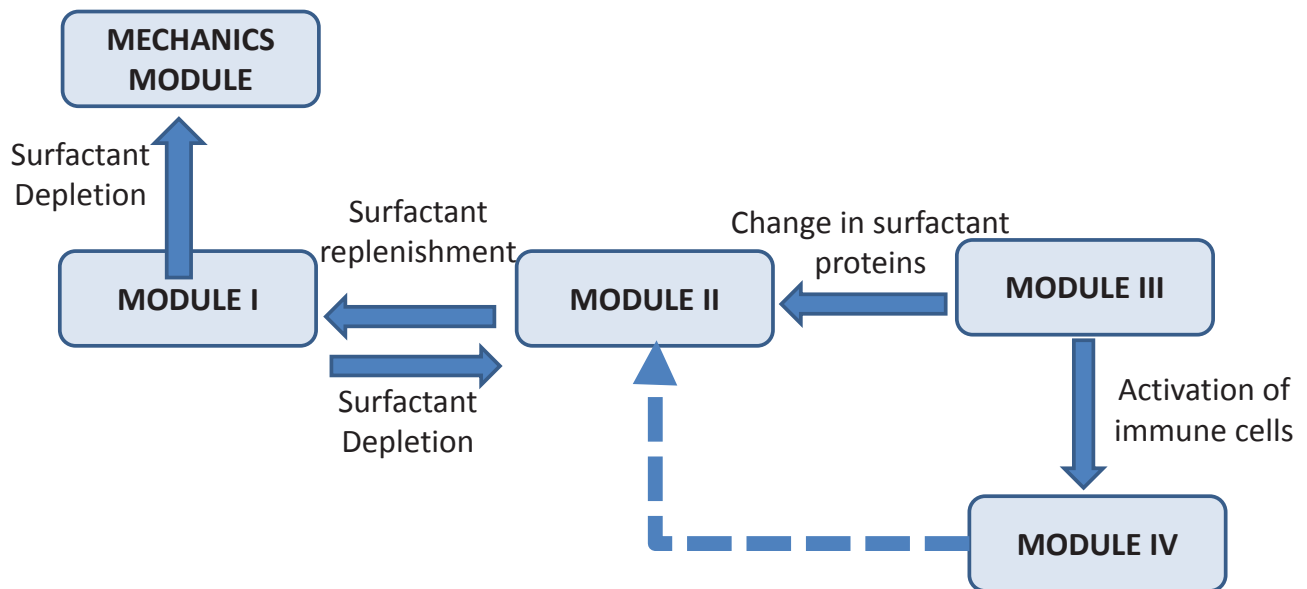 MECHANICS
MODULE
Surfactant
Depletion
Surfactant
replenishment
Change in surfactant
proteins
MODULE I
MODULE II
MODULE III
Surfactant
Depletion
Activation of
immune cells
MODULE IV